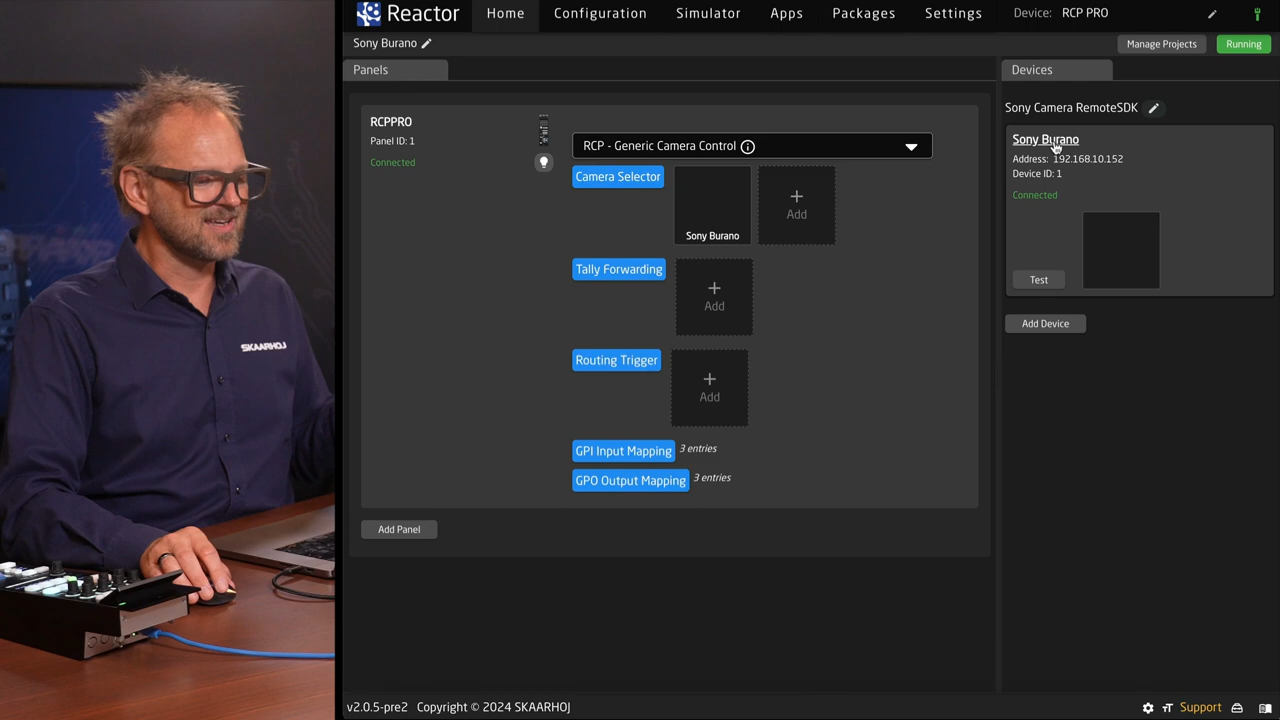 Reactor
Home
Configuration
Simulator
Apps
Packages
Settings
Device: RCP PRO
Sony Burano
Manage Projects
Running
Panels
Devices
RCPPRO
Panel ID: 1
Connected
RCP - Generic Camera Control
Camera Selector
Sony Burano
+
Add
Tally Forwarding
+
Add
Routing Trigger
+
Add
GPI Input Mapping 3 entries
GPO Output Mapping 3 entries
Add Panel
Sony Camera RemoteSDK
Sony Burano
Address: 192.168.10.152
Device ID: 1
Connected
Test
Add Device
SKAARHOJ
v2.0.5-pre2 Copyright © 2024 SKAARHOJ
Support